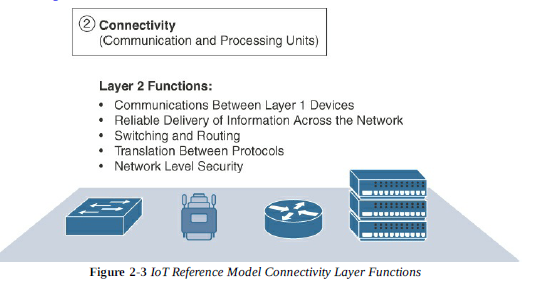 ② Connectivity
(Communication and Processing Units)
Layer 2 Functions:
• Communications Between Layer 1 Devices
• Reliable Delivery of Information Across the Network
• Switching and Routing
• Translation Between Protocols
• Network Level Security
Figure 2-3 IoT Reference Model Connectivity Layer Functions